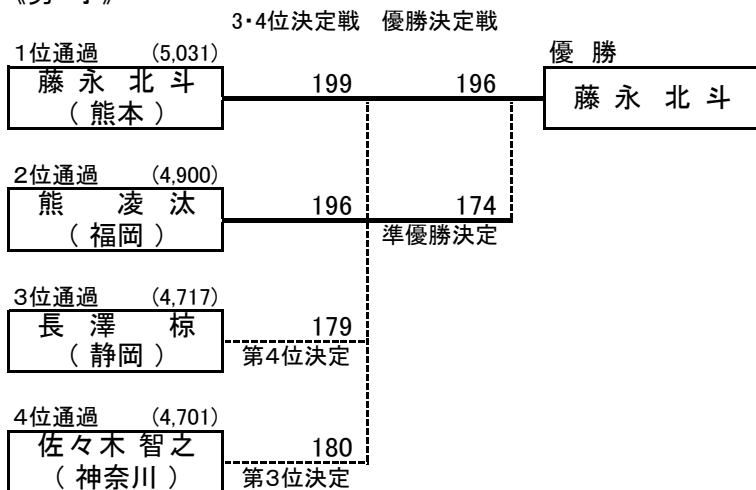 3・4位決定戦 優勝決定戦
1位通過 (5,031)
優 勝
藤 永 北 斗
( 熊本 )
199
196
藤 永 北 斗
2位通過 (4,900)
熊 凌 汰
( 福岡 )
196
174
準優勝決定
3位通過 (4,717)
長 澤 椋
( 静岡 )
179
第4位決定
4位通過 (4,701)
佐々木 智之
( 神奈川 )
180
第3位決定